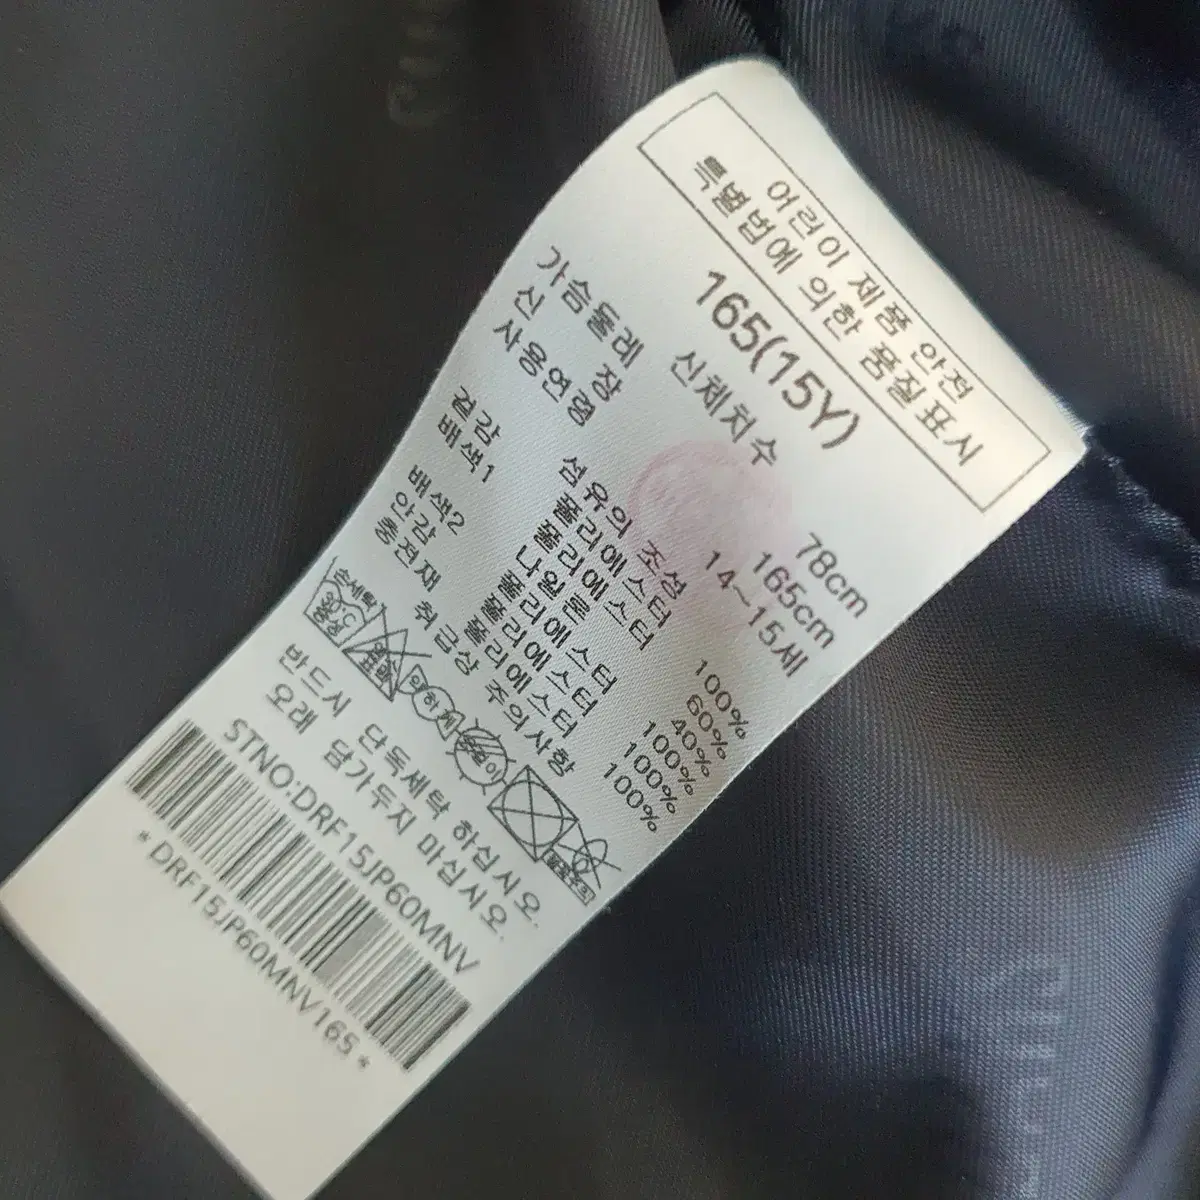 어린이 제품 안전
특별법에 의한 품질표시
165(15Y)
신체치수
가슴둘레 78cm
신 장 165cm
사용연령 14~15세
섬유의 조성
겉감 폴리에스터 100%
배색1 폴리에스터 60%
나일론 40%
배색2 폴리에스터 100%
안감 폴리에스터 100%
충전재 폴리에스터 100%
취급상 주의사항
손세탁
중성
반드시 단독세탁 하십시오.
오래 담가두지 마십시오.
STNO:DRF15JP60MNV
*DRF15JP60MNV165*